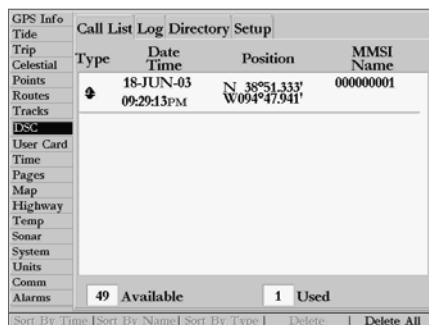 GPS Info
Tide
Trip
Celestial
Points
Routes
Tracks
DSC
User Card
Time
Pages
Map
Highway
Temp
Sonar
System
Units
Comm
Alarms
Call List Log Directory Setup
Type Date Time Position MMSI Name
18-JUN-03 N 38°51.333' 000000001
09:29:13PM W094°47.941'
49 Available 1 Used
Sort By Time | Sort By Name | Sort By Type | Delete | Delete All